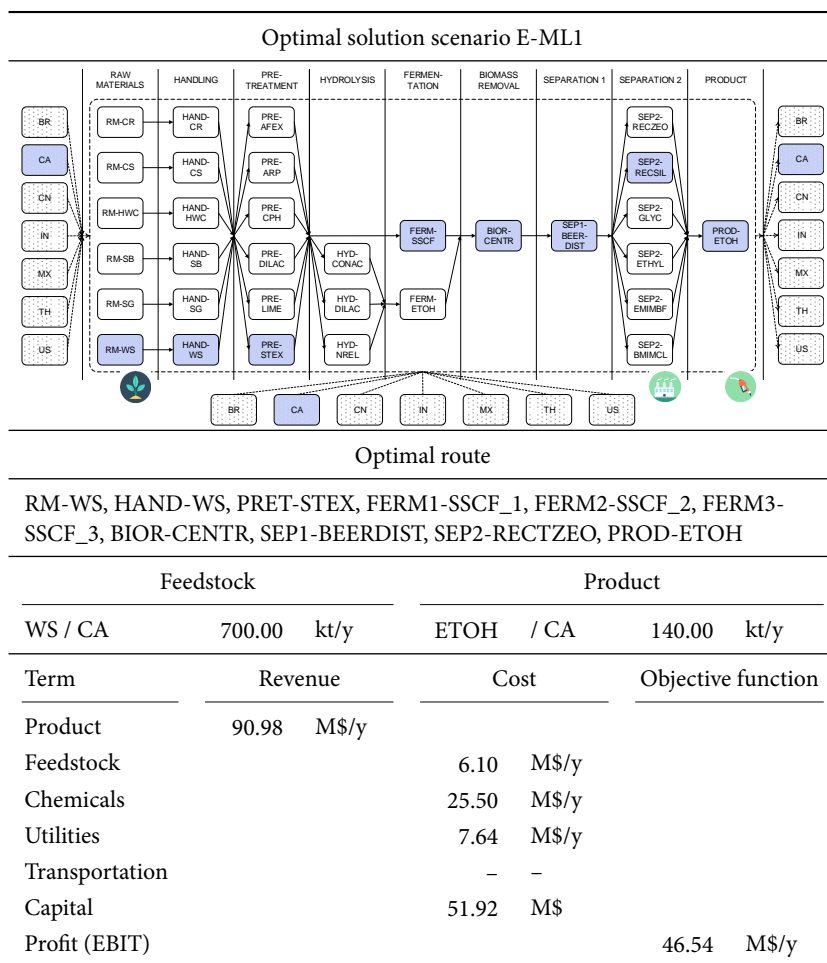 Optimal solution scenario E-ML1
RAW MATERIALS
HANDLING
PRE-TREATMENT
HYDROLYSIS
FERMEN-TATION
BIOMASS REMOVAL
SEPARATION 1
SEPARATION 2
PRODUCT
BR
CA
CN
IN
MX
TH
US
RM-CR
RM-CS
RM-HWC
RM-SB
RM-SG
RM-WS
HAND-CR
HAND-CS
HAND-HWC
HAND-SB
HAND-SG
HAND-WS
PRE-AFEX
PRE-ARP
PRE-CPH
PRE-DILAC
PRE-LIME
PRE-STEX
HYD-CONAC
HYD-DILAC
HYD-NREL
FERM-SSCF
FERM-ETOH
BIOR-CENTR
SEP1-BEER-DIST
SEP2-RECZEO
SEP2-RECSIL
SEP2-GLYC
SEP2-ETHYL
SEP2-EMIMBF
SEP2-BMIMCL
PROD-ETOH
BR
CA
CN
IN
MX
TH
US
BR CA CN IN MX TH US
Optimal route
RM-WS, HAND-WS, PRET-STEX, FERM1-SSCF_1, FERM2-SSCF_2, FERM3-
SSCF_3, BIOR-CENTR, SEP1-BEERDIST, SEP2-RECTZEO, PROD-ETOH
Feedstock Product
WS / CA 700.00 kt/y ETOH / CA 140.00 kt/y
Term Revenue Cost Objective function
Product 90.98 M$/y
Feedstock 6.10 M$/y
Chemicals 25.50 M$/y
Utilities 7.64 M$/y
Transportation – –
Capital 51.92 M$
Profit (EBIT) 46.54 M$/y